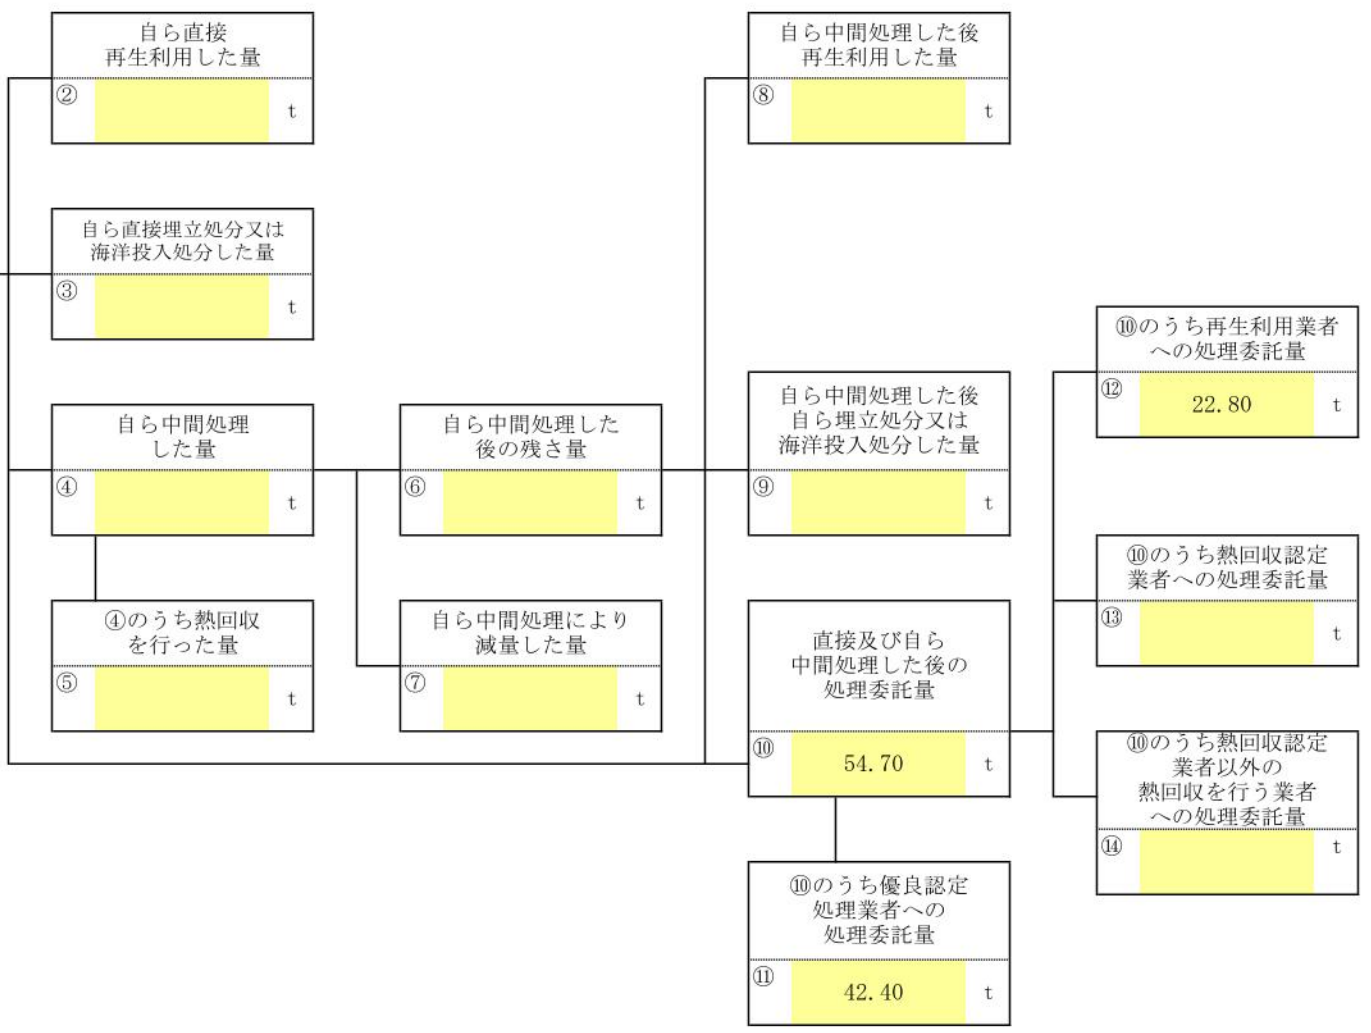 自ら直接
再生利用した量
②
t
自ら直接埋立処分又は
海洋投入処分した量
③
t
自ら中間処理
した量
④
t
④のうち熱回収
を行った量
⑤
t
自ら中間処理した
後の残さ量
⑥
t
自ら中間処理により
減量した量
⑦
t
自ら中間処理した後
再生利用した量
⑧
t
自ら中間処理した後
自ら埋立処分又は
海洋投入処分した量
⑨
t
直接及び自ら
中間処理した後の
処理委託量
⑩ 54.70 t
⑩のうち優良認定
処理業者への
処理委託量
⑪ 42.40 t
⑩のうち再生利用業者
への処理委託量
⑫ 22.80 t
⑩のうち熱回収認定
業者への処理委託量
⑬
t
⑩のうち熱回収認定
業者以外の
熱回収を行う業者
への処理委託量
⑭
t